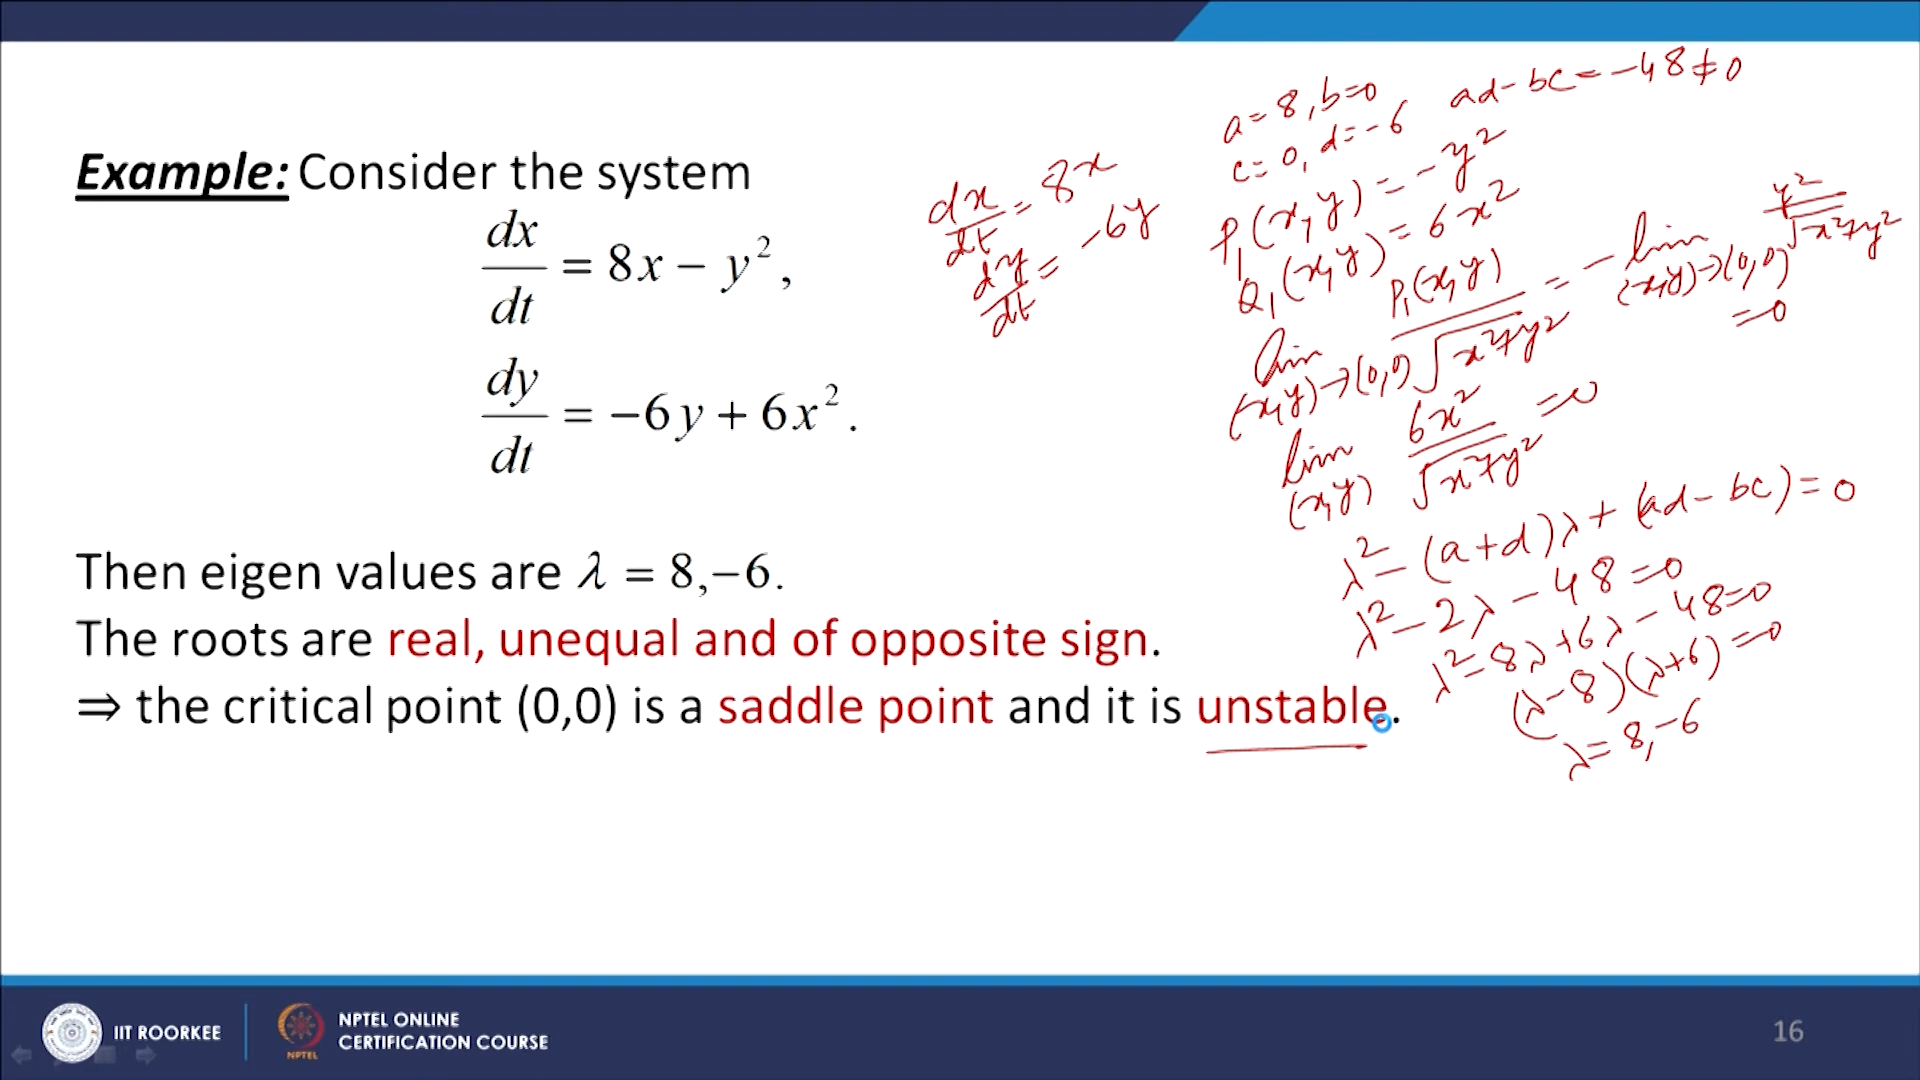 Example: Consider the system
dx/dt = 8x − y²,
dy/dt = −6y + 6x².
Then eigen values are λ = 8,−6.
The roots are real, unequal and of opposite sign.
⇒ the critical point (0,0) is a saddle point and it is unstable.
dx/dt = 8x
dy/dt = -6y
a=8, b=0
c=0, d=-6
ad-bc=-48≠0
P₁(x,y) = -y²
Q₁(x,y) = 6x²
lim (x,y)→(0,0) P₁(x,y)/√x²+y² = - lim (x,y)→(0,0) y²/√x²+y²
=0
lim (x,y) 6x²/√x²+y² =0
λ²-(a+d)λ+(ad-bc)=0
λ²-2λ-48=0
λ²-8λ+6λ-48=0
(λ-8)(λ+6)=0
λ=8,-6
IIT ROORKEE
NPTEL
NPTEL ONLINE
CERTIFICATION COURSE
16